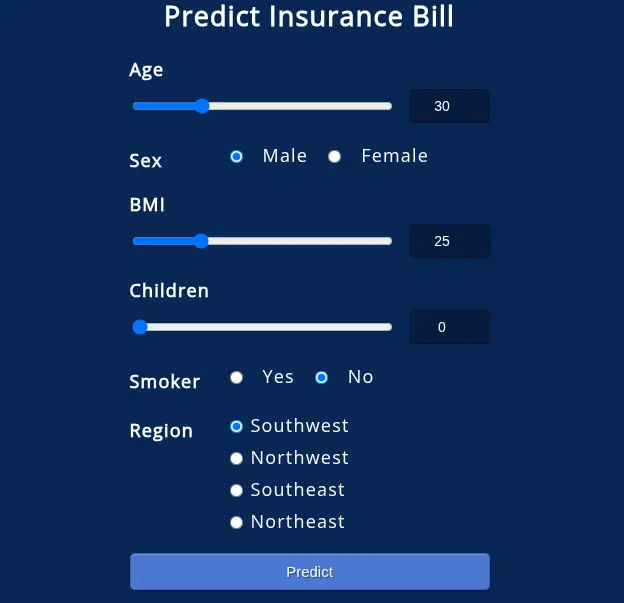 Predict Insurance Bill
Age
30
Sex Male Female
BMI
25
Children
0
Smoker Yes No
Region Southwest
Northwest
Southeast
Northeast
Predict